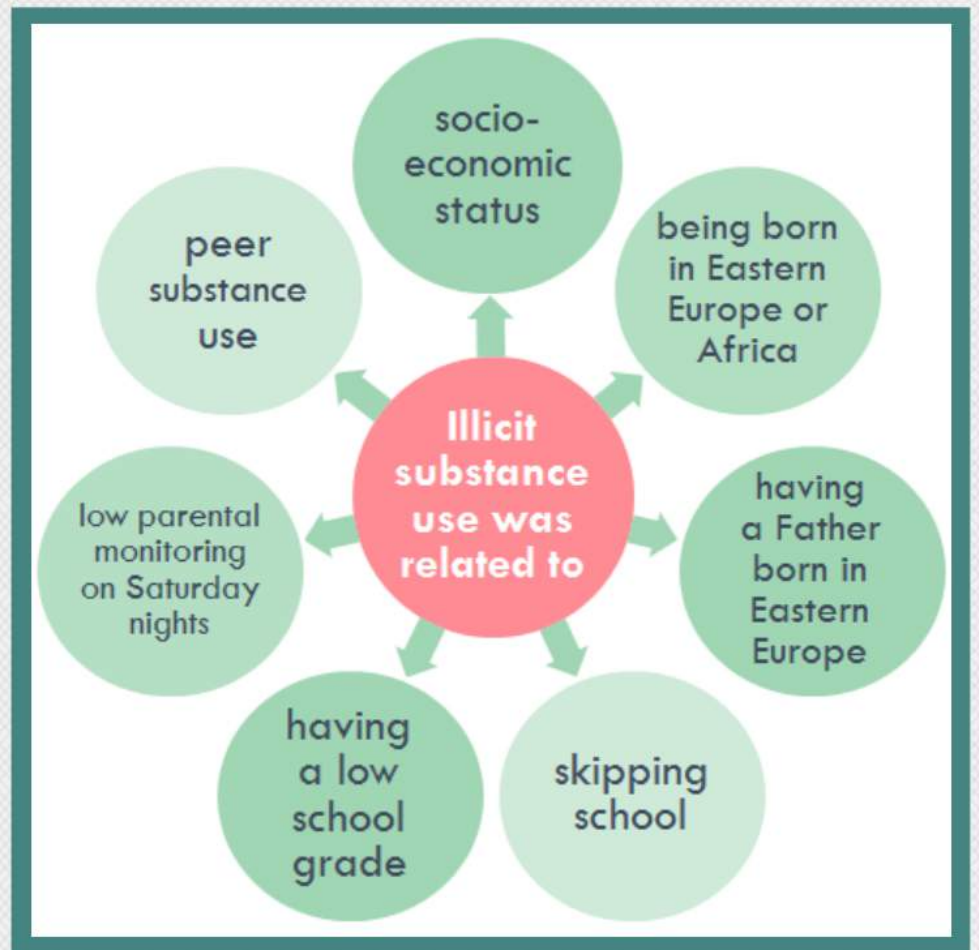 Illicit
substance
use was
related to
socio-
economic
status
being born
in Eastern
Europe or
Africa
having
a Father
born in
Eastern
Europe
skipping
school
having
a low
school
grade
low parental
monitoring
on Saturday
nights
peer
substance
use